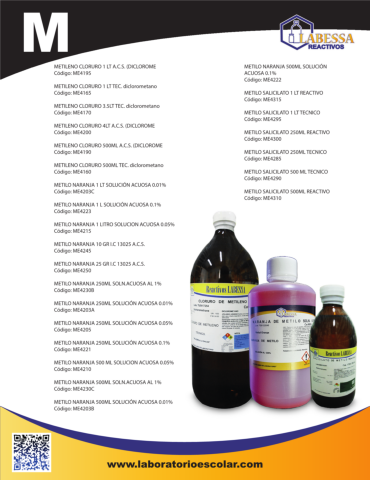 M
LABESSA
REACTIVOS
METILENO CLORURO 1 LT A.C.S. (DICLOROME
Código: ME4195
METILENO CLORURO 1 LT TEC. diclorometano
Código: ME4165
METILENO CLORURO 3.5LT TEC. diclorometano
Código: ME4170
METILENO CLORURO 4LT A.C.S. (DICLOROME
Código: ME4200
METILENO CLORURO 500ML A.C.S. (DICLOROME
Código: ME4190
METILENO CLORURO 500ML TEC. diclorometano
Código: ME4160
METILO NARANJA 1 LT SOLUCIÓN ACUOSA 0.01%
Código: ME4203C
METILO NARANJA 1 L SOLUCIÓN ACUOSA 0.1%
Código: ME4223
METILO NARANJA 1 LITRO SOLUCION ACUOSA 0.05%
Código: ME4215
METILO NARANJA 10 GR I.C 13025 A.C.S.
Código: ME4245
METILO NARANJA 25 GR I.C 13025 A.C.S.
Código: ME4250
METILO NARANJA 250ML SOLN.ACUOSA AL 1%
Código: ME4230B
METILO NARANJA 250ML SOLUCIÓN ACUOSA 0.01%
Código: ME4203A
METILO NARANJA 250ML SOLUCIÓN ACUOSA 0.05%
Código: ME4205
METILO NARANJA 250ML SOLUCIÓN ACUOSA 0.1%
Código: ME4221
METILO NARANJA 500 ML SOLUCION ACUOSA 0.05%
Código: ME4210
METILO NARANJA 500ML SOLN.ACUOSA AL 1%
Código: ME4230C
METILO NARANJA 500ML SOLUCIÓN ACUOSA 0.01%
Código: ME4203B
METILO NARANJA 500ML SOLUCIÓN
ACUOSA 0.1%
Código: ME4222
METILO SALICILATO 1 LT REACTIVO
Código: ME4315
METILO SALICILATO 1 LT TECNICO
Código: ME4295
METILO SALICILATO 250ML REACTIVO
Código: ME4300
METILO SALICILATO 250ML TECNICO
Código: ME4285
METILO SALICILATO 500 ML TECNICO
Código: ME4290
METILO SALICILATO 500ML REACTIVO
Código: ME4310
Reactivos LABESSA
CLORURO DE METILENO
Reactivos LABESSA
www.laboratorioescolar.com